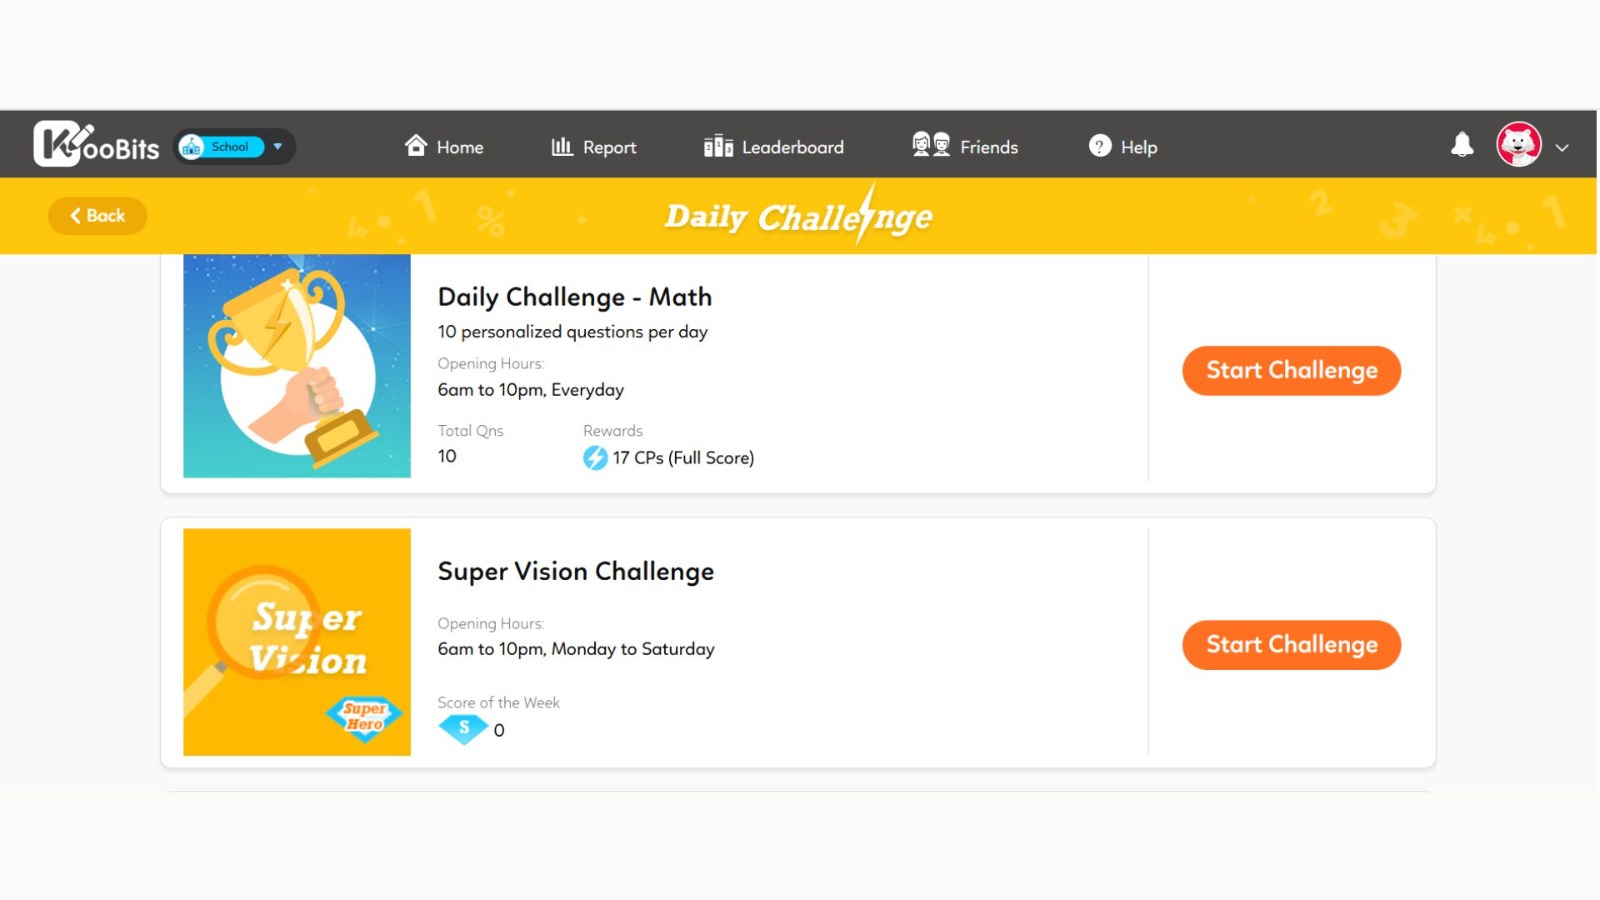 KooBits School Home Report Leaderboard Friends ? Help
Back Daily Challenge
Daily Challenge - Math
10 personalized questions per day
Opening Hours:
6am to 10pm, Everyday
Total Qns Rewards
10 17 CPs (Full Score)
Start Challenge
Super Vision
Super Hero
Super Vision Challenge
Opening Hours:
6am to 10pm, Monday to Saturday
Score of the Week
S 0
Start Challenge